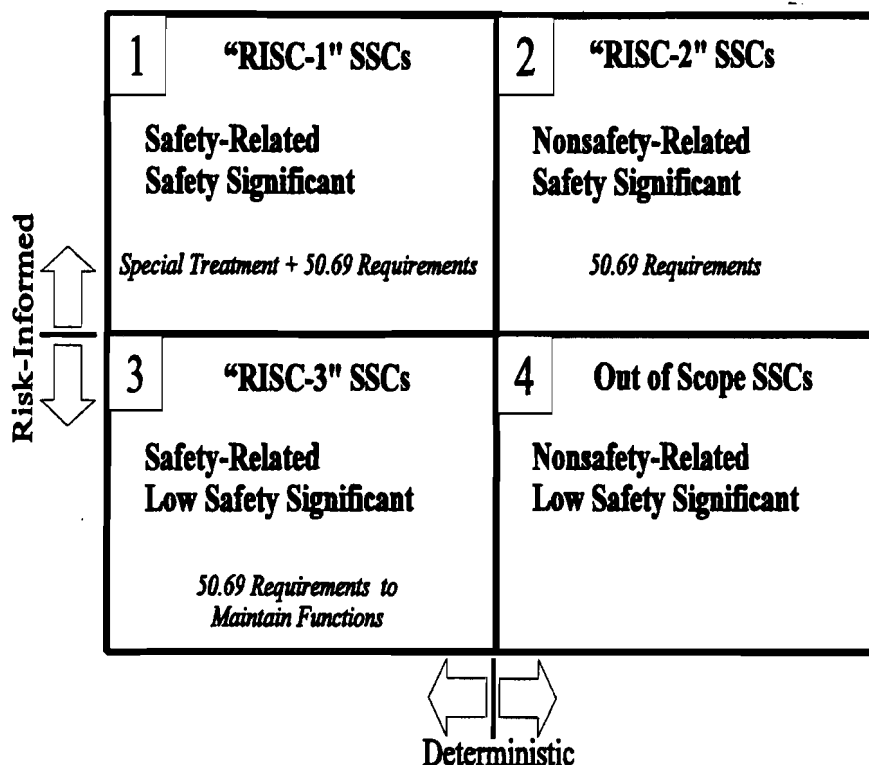 1
“RISC-1" SSCs
Safety-Related
Safety Significant
Special Treatment + 50.69 Requirements
2
“RISC-2" SSCs
Nonsafety-Related
Safety Significant
50.69 Requirements
Risk-Informed
3
“RISC-3" SSCs
Safety-Related
Low Safety Significant
50.69 Requirements to
Maintain Functions
4
Out of Scope SSCs
Nonsafety-Related
Low Safety Significant
Deterministic